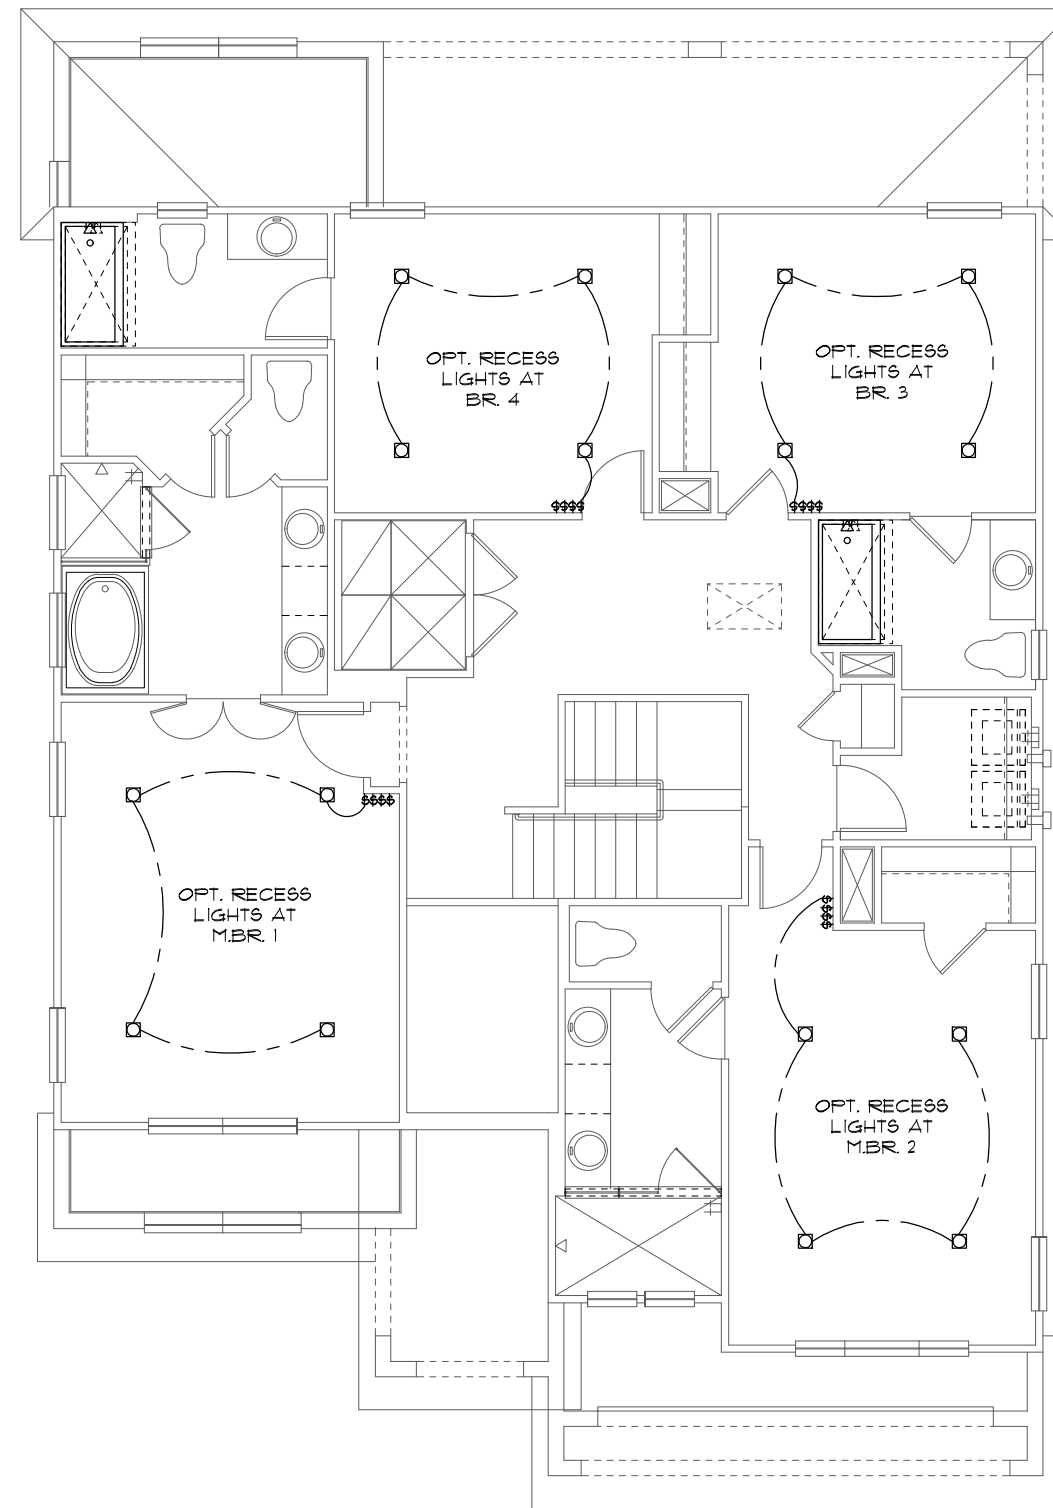 OPT. RECESS
LIGHTS AT
BR. 4
OPT. RECESS
LIGHTS AT
BR. 3
$$$$
$$$$
$$$$
OPT. RECESS
LIGHTS AT
M.BR. 1
$$$$
OPT. RECESS
LIGHTS AT
M.BR. 2